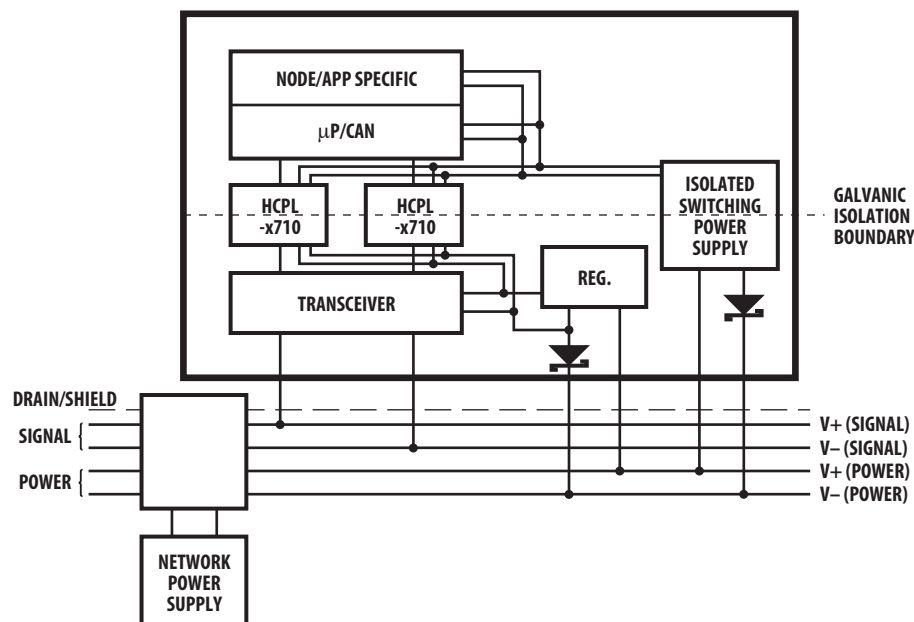 NODE/APP SPECIFIC
μP/CAN
HCPL
-x710
HCPL
-x710
ISOLATED
SWITCHING
POWER
SUPPLY
GALVANIC
ISOLATION
BOUNDARY
REG.
TRANSCEIVER
DRAIN/SHIELD
SIGNAL
POWER
V+ (SIGNAL)
V– (SIGNAL)
V+ (POWER)
V– (POWER)
NETWORK
POWER
SUPPLY